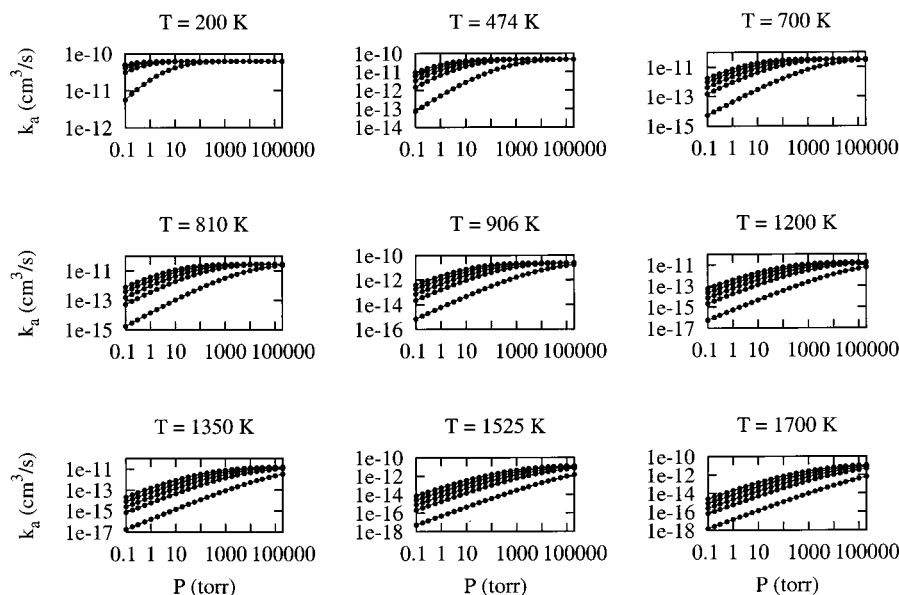 T = 200 K
T = 474 K
T = 700 K
k_a (cm^3/s)
1e-10
1e-11
1e-12
0.1 1 10 1000 100000
1e-10
1e-11
1e-12
1e-13
1e-14
0.1 1 10 1000 100000
1e-11
1e-13
1e-15
0.1 1 10 1000 100000
T = 810 K
T = 906 K
T = 1200 K
k_a (cm^3/s)
1e-11
1e-13
1e-15
0.1 1 10 1000 100000
1e-10
1e-12
1e-14
1e-16
0.1 1 10 1000 100000
1e-11
1e-13
1e-15
1e-17
0.1 1 10 1000 100000
T = 1350 K
T = 1525 K
T = 1700 K
k_a (cm^3/s)
1e-11
1e-13
1e-15
1e-17
0.1 1 10 1000 100000
1e-10
1e-12
1e-14
1e-16
1e-18
0.1 1 10 1000 100000
1e-10
1e-12
1e-14
1e-16
1e-18
0.1 1 10 1000 100000
P (torr)
P (torr)
P (torr)